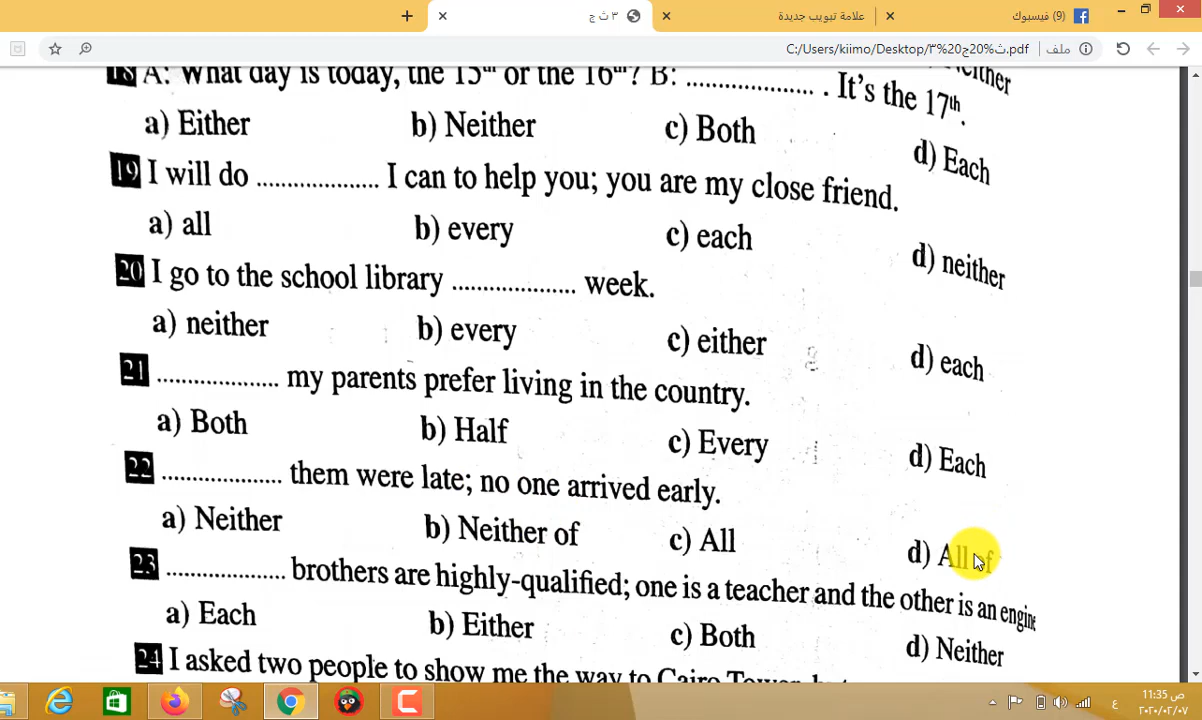 (9) فيسبوك
علامة تبويب جديدة
٣ ث ج
C:/Users/kiimo/Desktop/٣%20ث%20ج.pdf
ملف
Neither
18 A: What day is today, the 15th or the 16th? B: .................... . It's the 17th.
a) Either b) Neither c) Both d) Each
19 I will do .................... I can to help you; you are my close friend.
a) all b) every c) each d) neither
20 I go to the school library .................... week.
a) neither b) every c) either d) each
21 .................... my parents prefer living in the country.
a) Both b) Half c) Every d) Each
22 .................... them were late; no one arrived early.
a) Neither b) Neither of c) All d) All of
23 .................... brothers are highly-qualified; one is a teacher and the other is an engine
a) Each b) Either c) Both d) Neither
24 I asked two people to show me the way to Cairo Tower,
ع
11:35 ص
٢٠٢٠/٠٢/٠٧